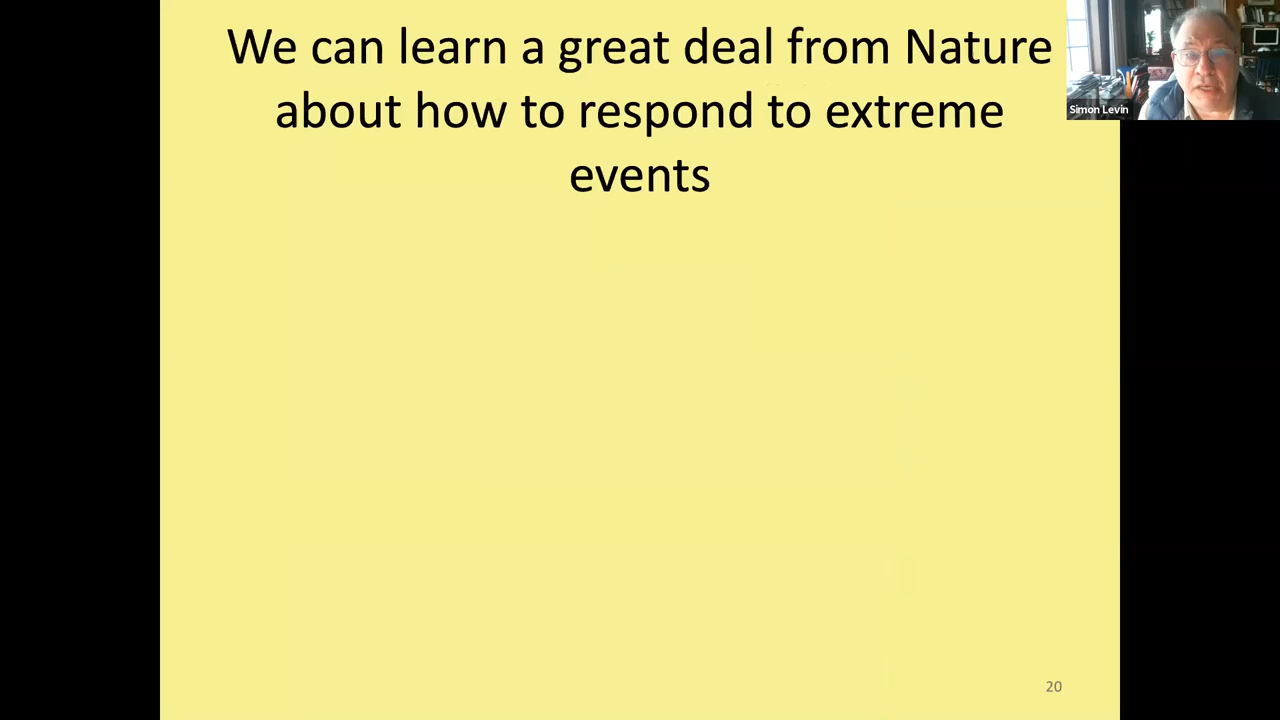 We can learn a great deal from Nature
about how to respond to extreme
events
Simon Levin
20